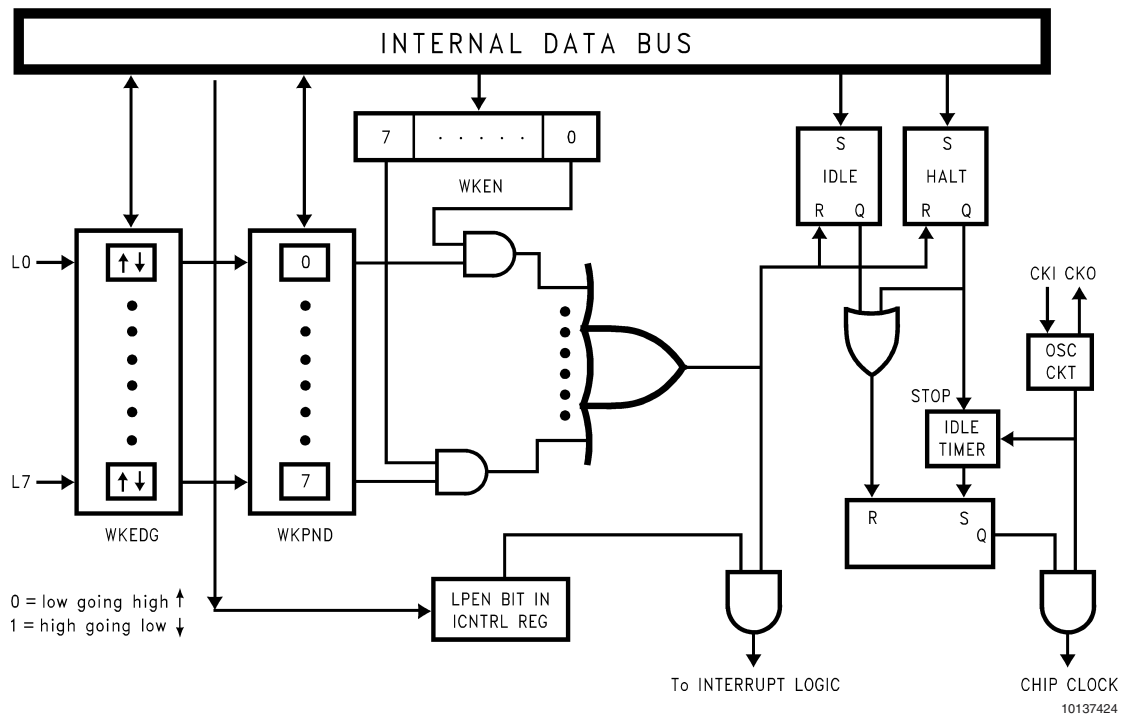 INTERNAL DATA BUS
7 · · · · · 0
WKEN
S
IDLE
R Q
S
HALT
R Q
L0
0
CKI CKO
OSC
CKT
STOP
IDLE
TIMER
L7
7
WKEDG
WKPND
R S
Q
0 = low going high ↑
1 = high going low ↓
LPEN BIT IN
ICNTRL REG
To INTERRUPT LOGIC
CHIP CLOCK
10137424